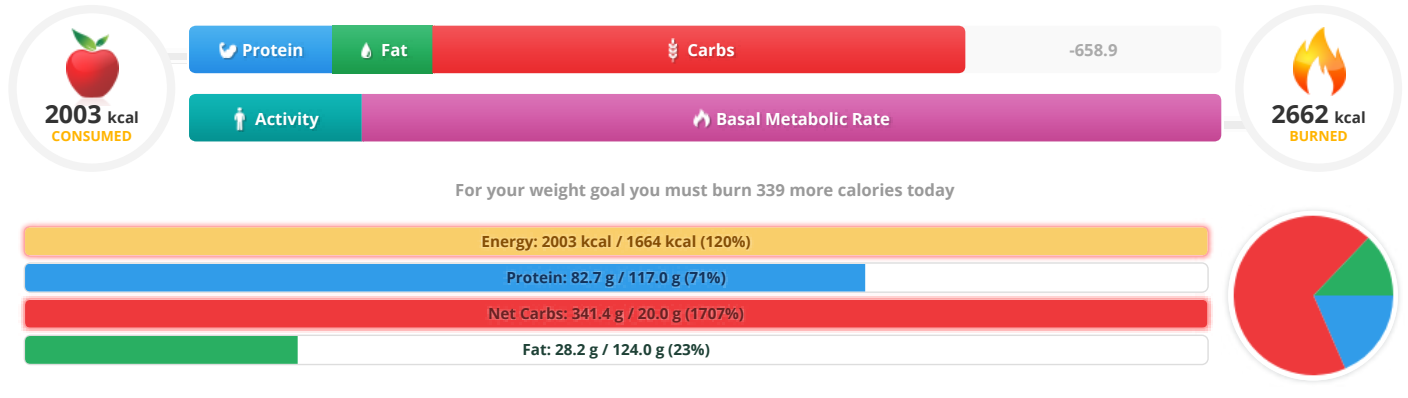 2003 kcal
CONSUMED
Protein
Fat
Carbs
-658.9
Activity
Basal Metabolic Rate
2662 kcal
BURNED
For your weight goal you must burn 339 more calories today
Energy: 2003 kcal / 1664 kcal (120%)
Protein: 82.7 g / 117.0 g (71%)
Net Carbs: 341.4 g / 20.0 g (1707%)
Fat: 28.2 g / 124.0 g (23%)